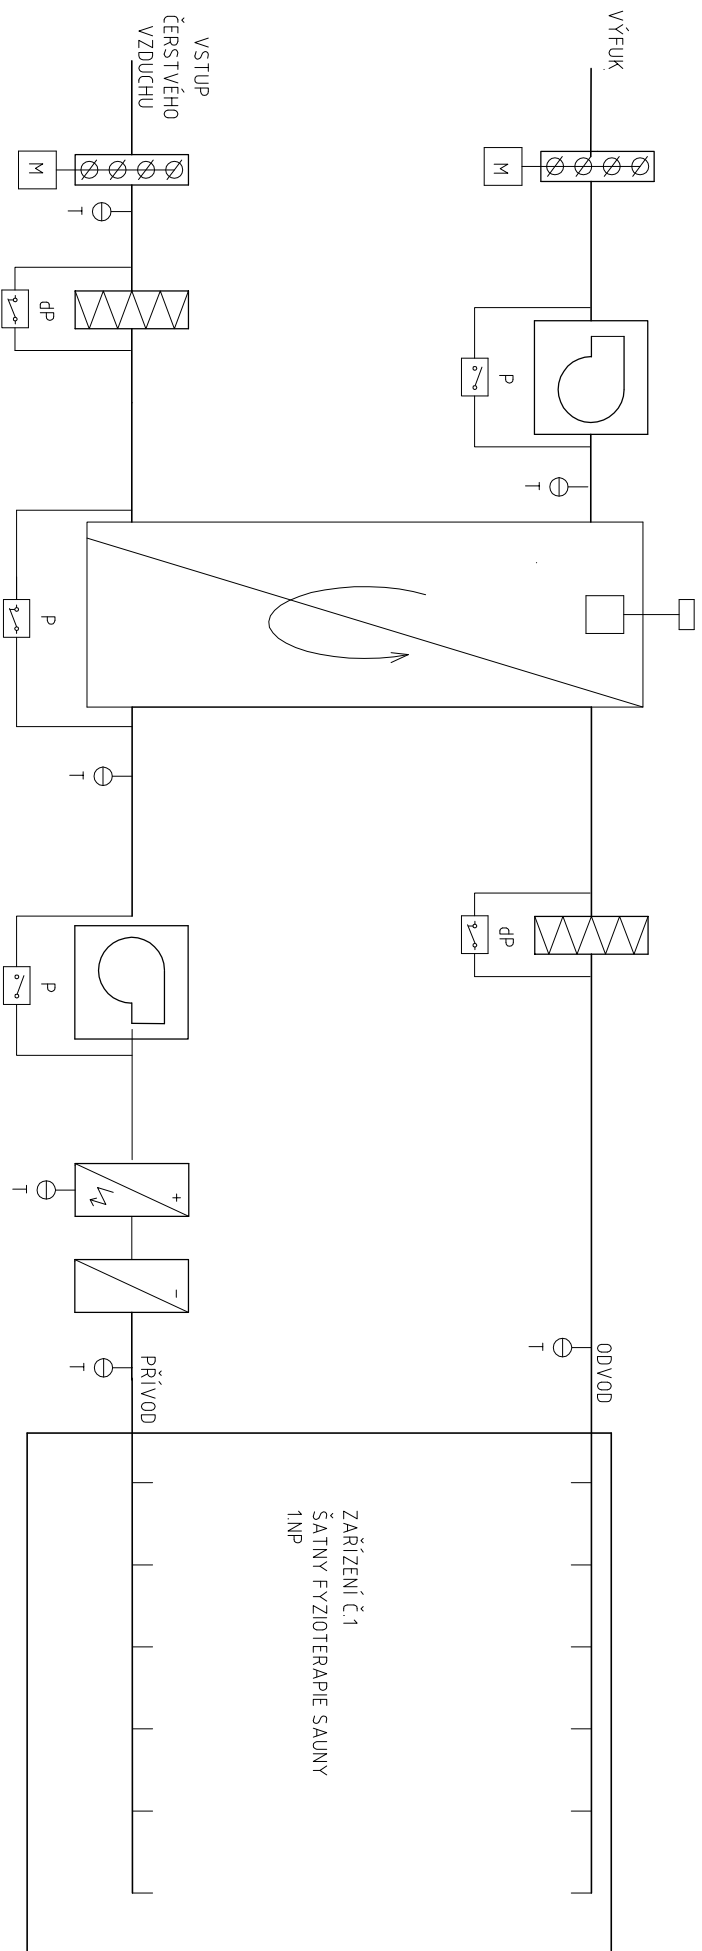 VÝFUK
ODVOD
T
T
P
dP
M
ZAŘÍZENÍ Č.1
ŠATNY FYZIOTERAPIE SAUNY
1.NP
VSTUP
ČERSTVÉHO
VZDUCHU
+
-
PŘÍVOD
T
T
T
dP
P
P
M
T